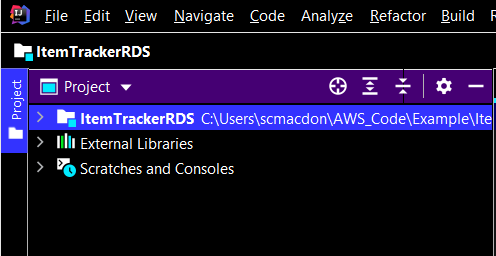 File Edit View Navigate Code Analyze Refactor Build
ItemTrackerRDS
Project
Project
ItemTrackerRDS C:\Users\scmacdon\AWS_Code\Example\Ite
External Libraries
Scratches and Consoles